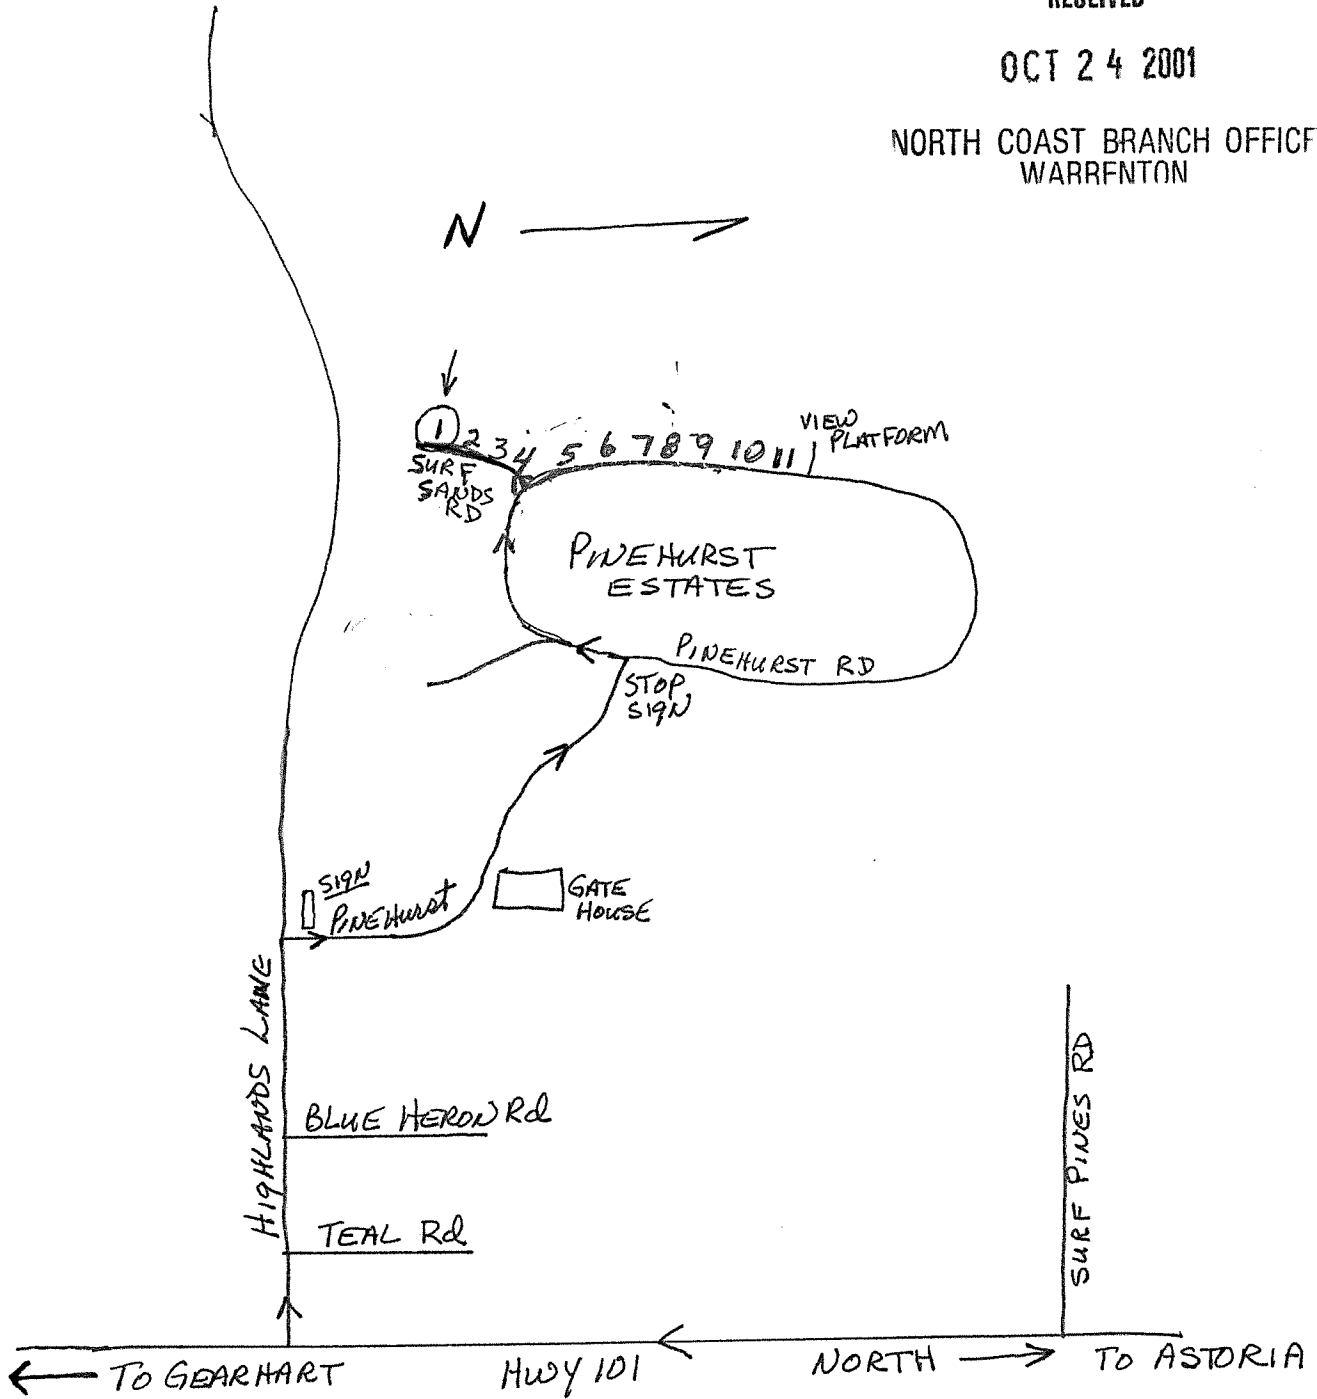 RECEIVED
OCT 2 4 2001
NORTH COAST BRANCH OFFICE
WARRENTON
N
1 2 3 4 5 6 7 8 9 10 11
VIEW
PLATFORM
SURF
SANDS
RD
PINEHURST
ESTATES
PINEHURST RD
STOP
SIGN
SIGN
PINEHURST
GATE
HOUSE
HIGHLANDS LANE
BLUE HERON Rd
TEAL Rd
SURF PINES RD
TO GEARHART
HWY 101
NORTH
TO ASTORIA